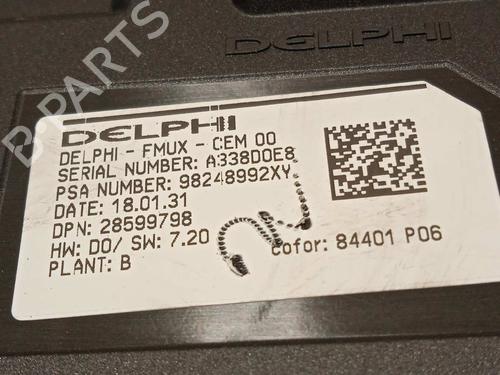 DELPHI
B-PARTS
DELPHI
DELPHI - FMUX - CEM 00
SERIAL NUMBER: A338D0E8
PSA NUMBER: 98248992XY
DATE: 18.01.31
DPN: 28599798
HW: D0/ SW: 7.20
cofor: 84401 P06
PLANT: B